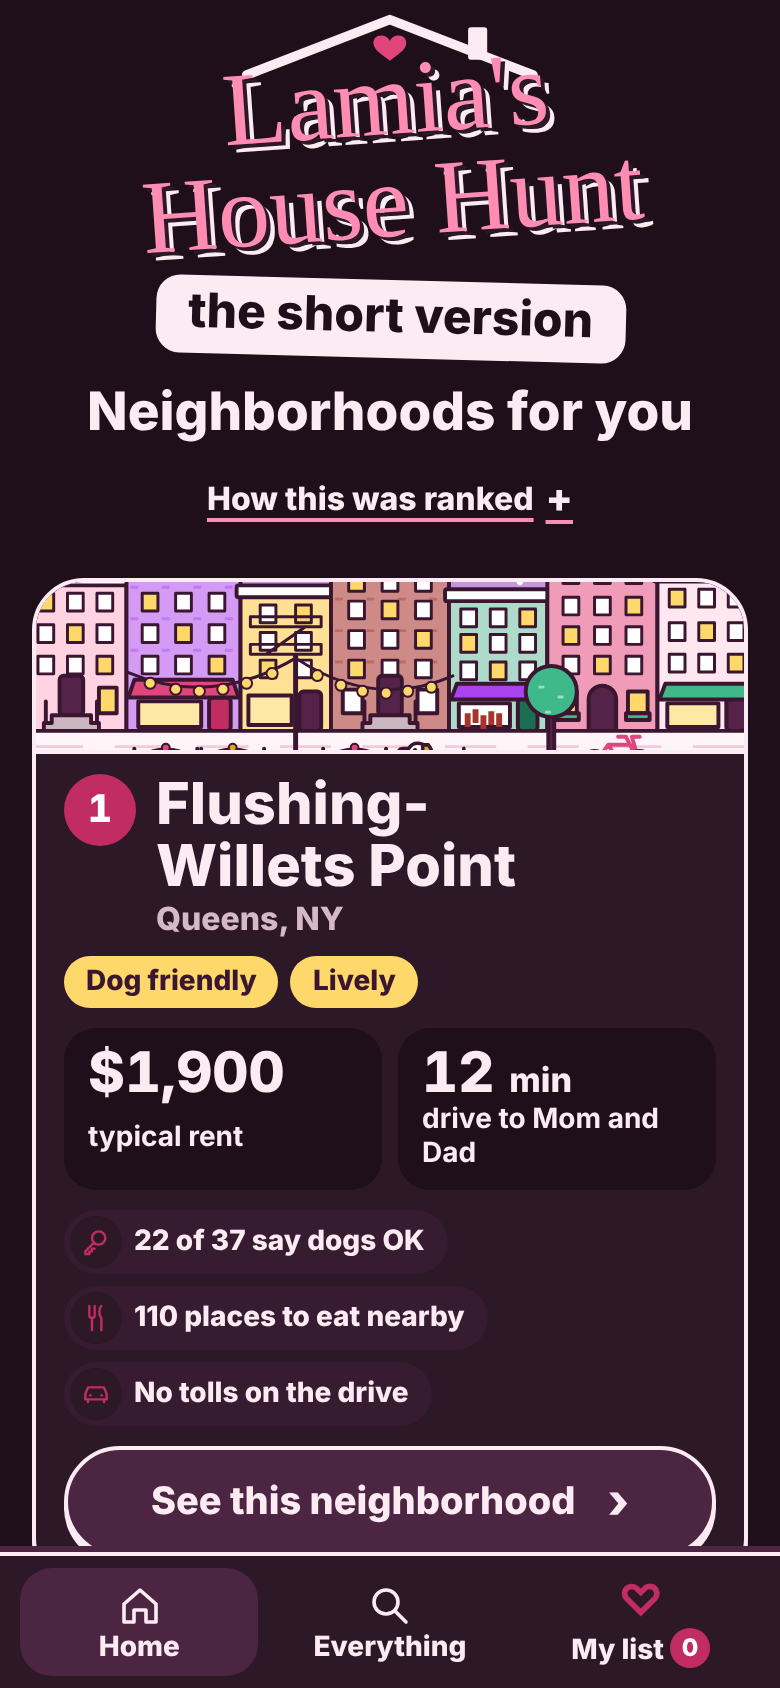 Lamia's
House Hunt
the short version
Neighborhoods for you
How this was ranked +
1
Flushing-
Willets Point
Queens, NY
Dog friendly
Lively
$1,900
typical rent
12 min
drive to Mom and
Dad
22 of 37 say dogs OK
110 places to eat nearby
No tolls on the drive
See this neighborhood ›
Home
Everything
My list 0